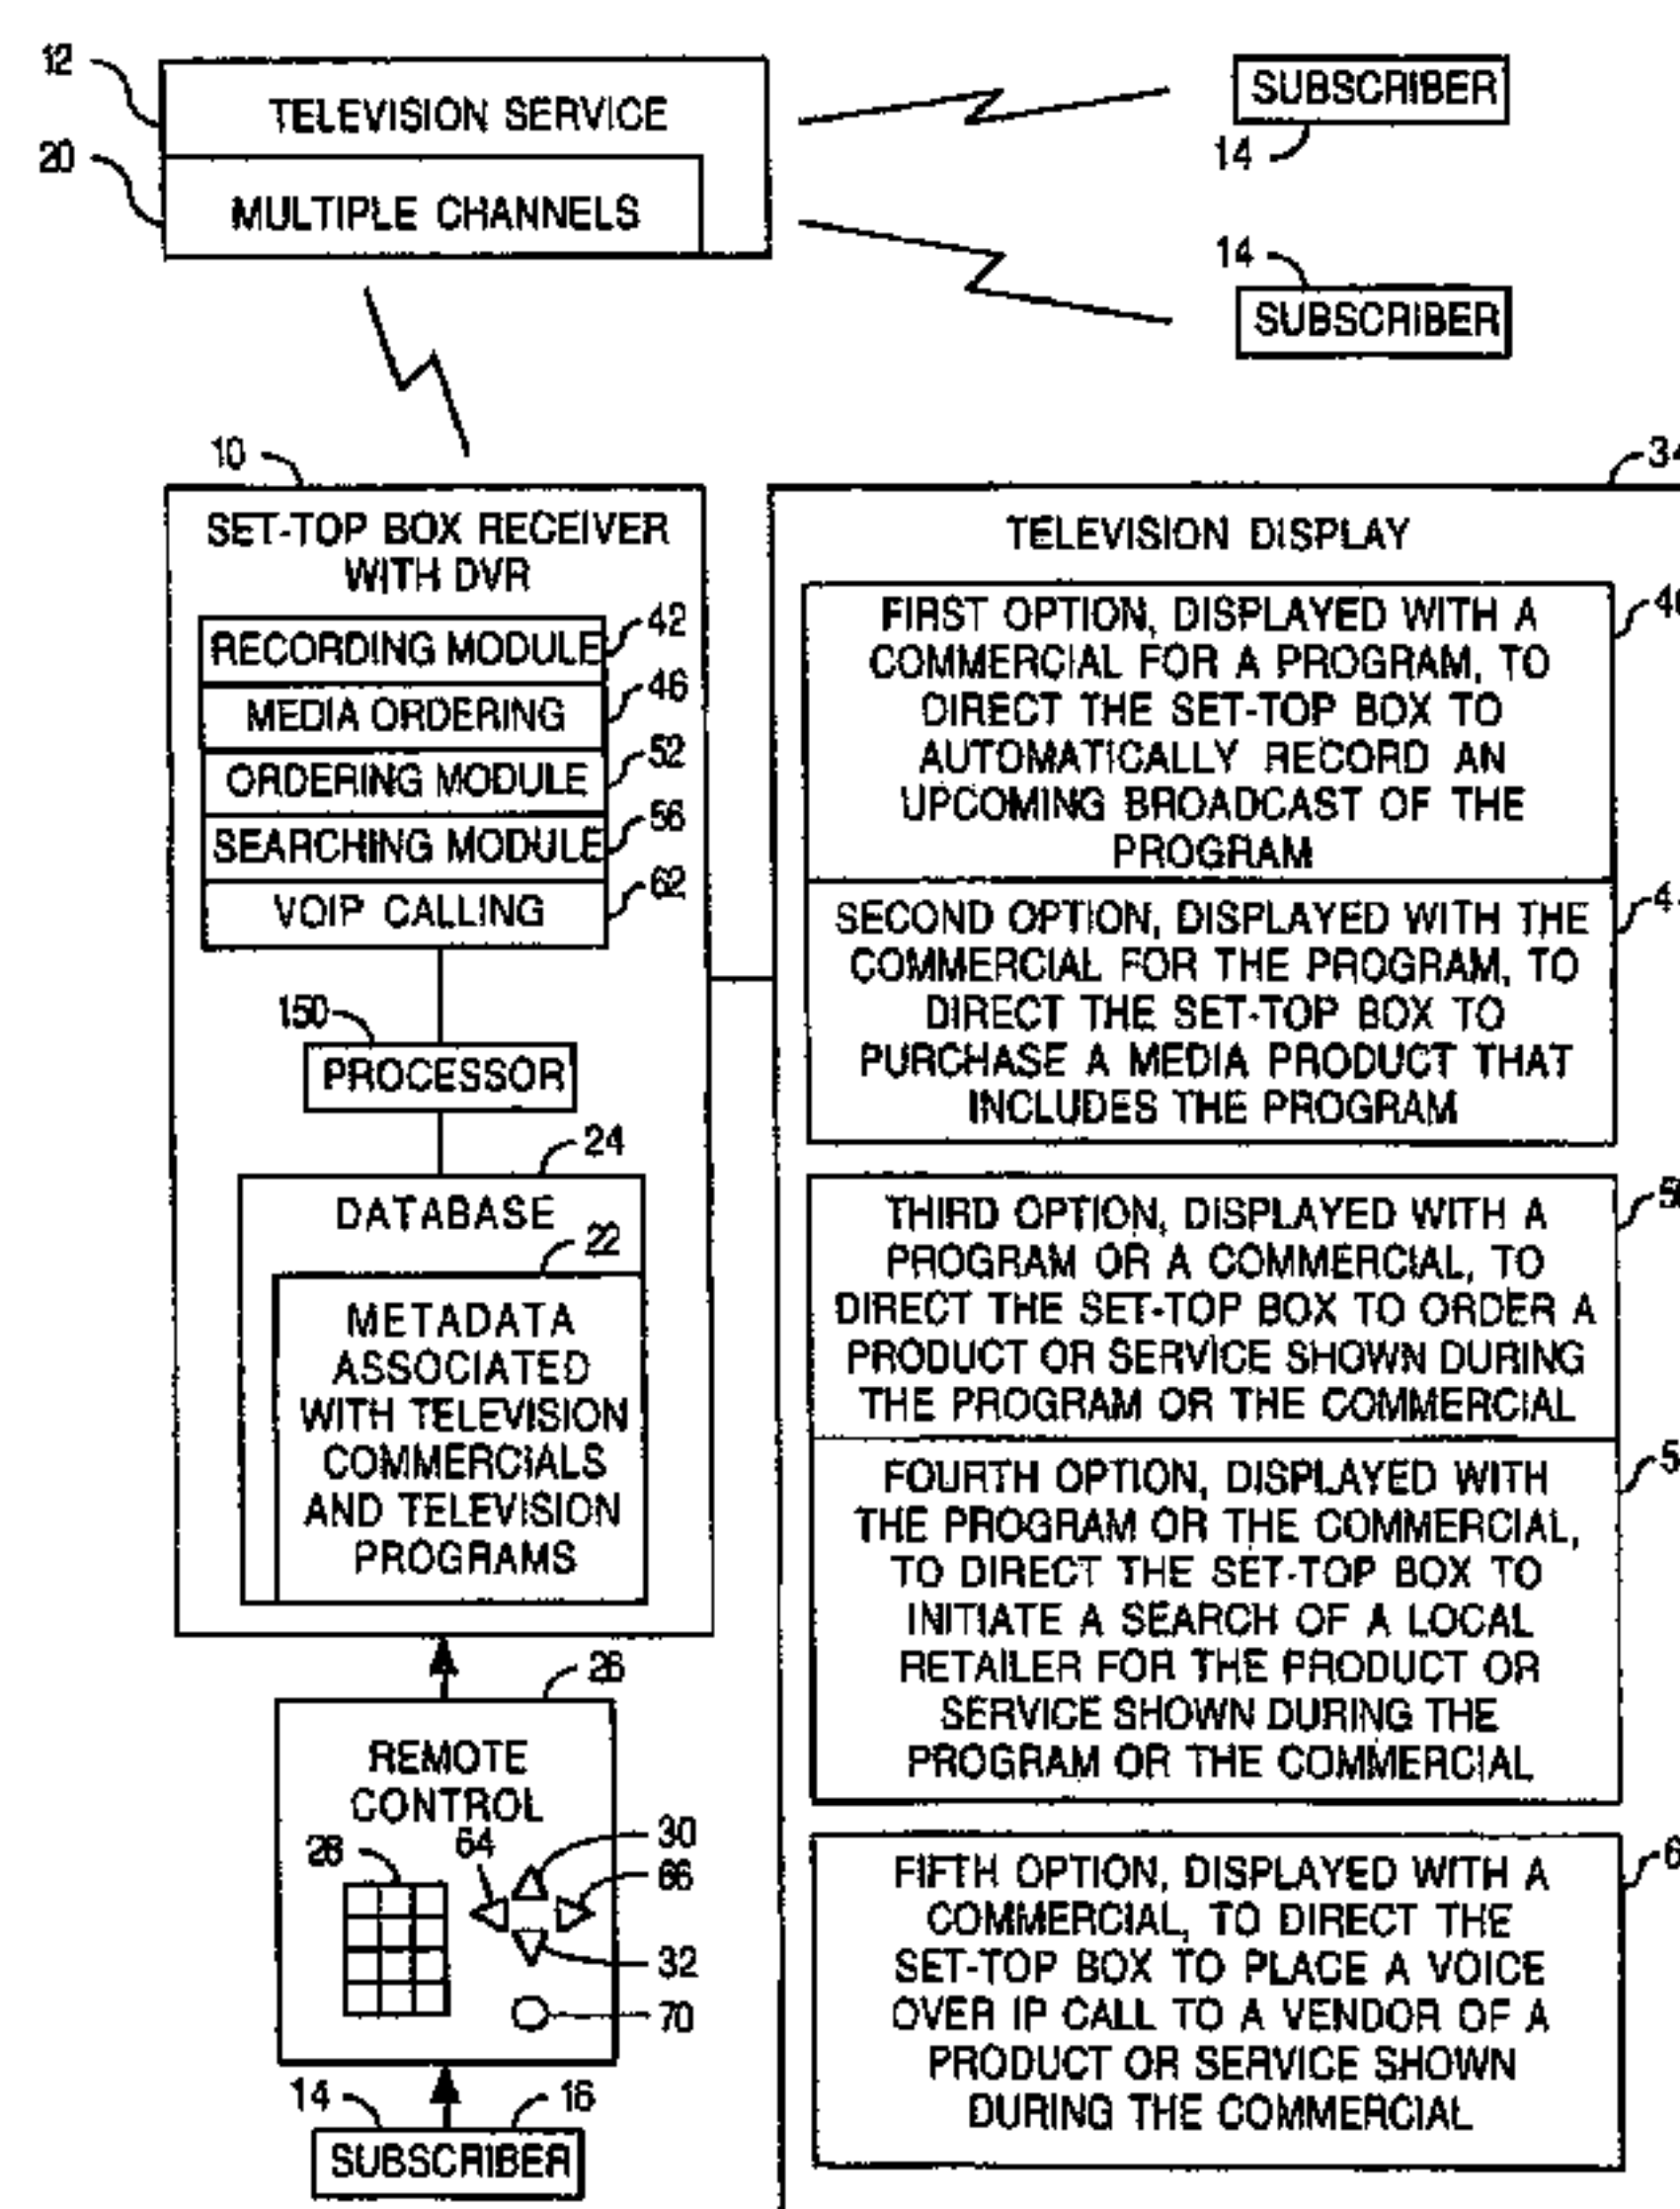 12
TELEVISION SERVICE
20
MULTIPLE CHANNELS
SUBSCRIBER
14
14
SUBSCRIBER
10
SET-TOP BOX RECEIVER
WITH DVR
RECORDING MODULE
42
MEDIA ORDERING
46
ORDERING MODULE
52
SEARCHING MODULE
56
VOIP CALLING
62
150
PROCESSOR
24
DATABASE
22
METADATA
ASSOCIATED
WITH TELEVISION
COMMERCIALS
AND TELEVISION
PROGRAMS
26
REMOTE
CONTROL
28
64
30
66
32
70
14
16
SUBSCRIBER
34
TELEVISION DISPLAY
FIRST OPTION, DISPLAYED WITH A
COMMERCIAL FOR A PROGRAM, TO
DIRECT THE SET-TOP BOX TO
AUTOMATICALLY RECORD AN
UPCOMING BROADCAST OF THE
PROGRAM
SECOND OPTION, DISPLAYED WITH THE
COMMERCIAL FOR THE PROGRAM, TO
DIRECT THE SET-TOP BOX TO
PURCHASE A MEDIA PRODUCT THAT
INCLUDES THE PROGRAM
THIRD OPTION, DISPLAYED WITH A
PROGRAM OR A COMMERCIAL, TO
DIRECT THE SET-TOP BOX TO ORDER A
PRODUCT OR SERVICE SHOWN DURING
THE PROGRAM OR THE COMMERCIAL
FOURTH OPTION, DISPLAYED WITH
THE PROGRAM OR THE COMMERCIAL,
TO DIRECT THE SET-TOP BOX TO
INITIATE A SEARCH OF A LOCAL
RETAILER FOR THE PRODUCT OR
SERVICE SHOWN DURING THE
PROGRAM OR THE COMMERCIAL
FIFTH OPTION, DISPLAYED WITH A
COMMERCIAL, TO DIRECT THE
SET-TOP BOX TO PLACE A VOICE
OVER IP CALL TO A VENDOR OF A
PRODUCT OR SERVICE SHOWN
DURING THE COMMERCIAL